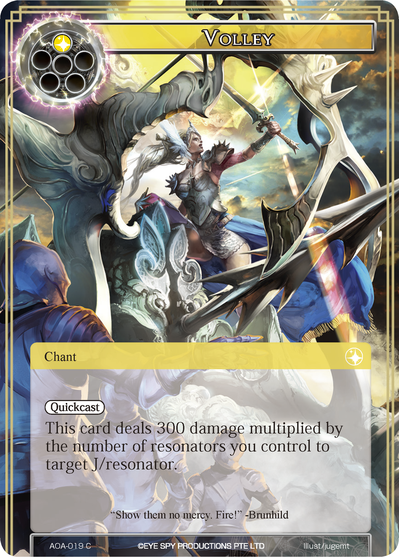 Volley
Chant
Quickcast
This card deals 300 damage multiplied by
the number of resonators you control to
target J/resonator.
"Show them no mercy. Fire!" -Brunhild
AOA-019 C ©EYE SPY PRODUCTIONS PTE LTD Illust/jugemt